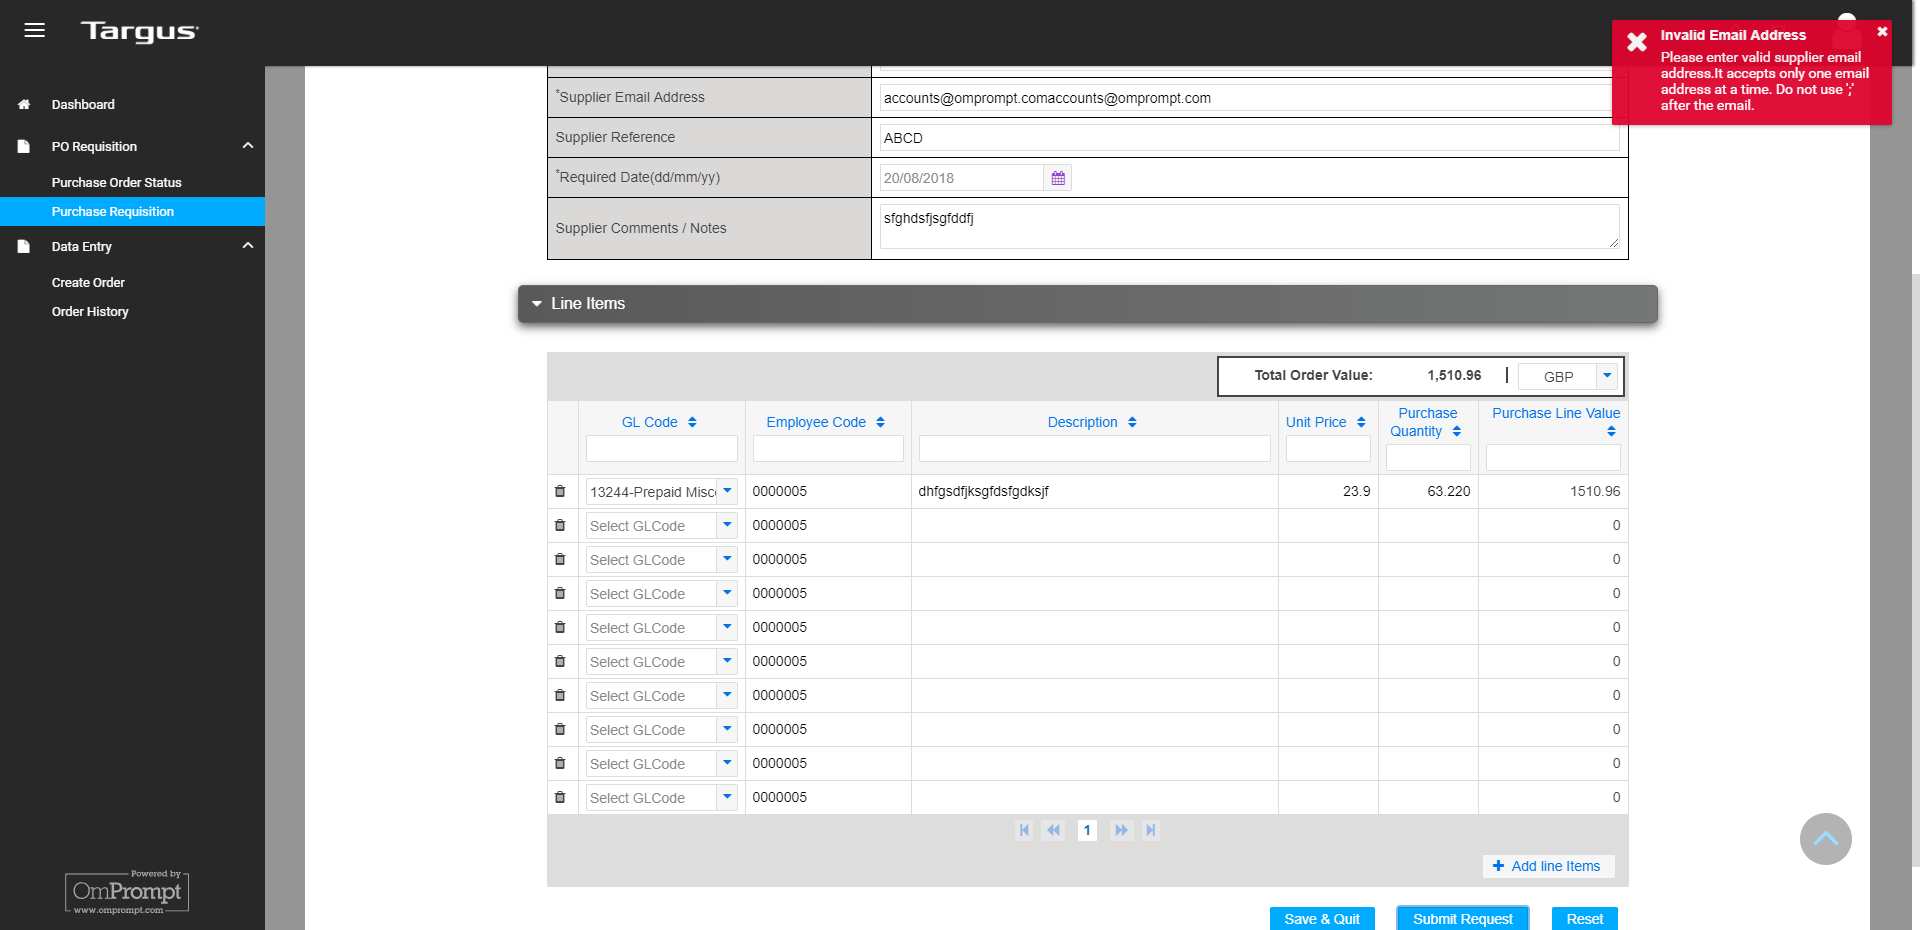 Targus
Invalid Email Address
Please enter valid supplier email
address.It accepts only one email
address at a time. Do not use ';'
after the email.
Dashboard
PO Requisition
Purchase Order Status
Purchase Requisition
Data Entry
Create Order
Order History
Powered by
OmPrompt
www.omprompt.com
*Supplier Email Address accounts@omprompt.comaccounts@omprompt.com
Supplier Reference ABCD
*Required Date(dd/mm/yy) 20/08/2018
Supplier Comments / Notes sfghdsfjsgfddfj
Line Items
Total Order Value: 1,510.96 | GBP
GL Code Employee Code Description Unit Price Purchase Quantity Purchase Line Value
13244-Prepaid Misc 0000005 dhfgsdfjksgfdsfgdksjf 23.9 63.220 1510.96
Select GLCode 0000005 0
Select GLCode 0000005 0
Select GLCode 0000005 0
Select GLCode 0000005 0
Select GLCode 0000005 0
Select GLCode 0000005 0
Select GLCode 0000005 0
Select GLCode 0000005 0
Select GLCode 0000005 0
1
Add line Items
Save & Quit Submit Request Reset